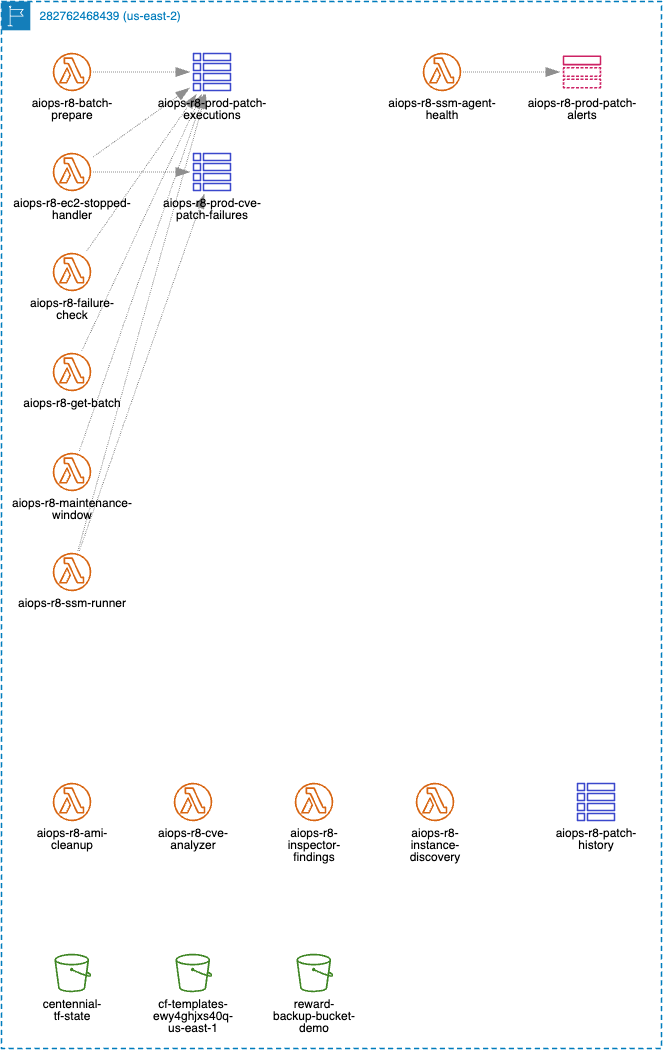 282762468439 (us-east-2)
aiops-r8-batch-
prepare
aiops-r8-prod-patch-
executions
aiops-r8-ssm-agent-
health
aiops-r8-prod-patch-
alerts
aiops-r8-ec2-stopped-
handler
aiops-r8-prod-cve-
patch-failures
aiops-r8-failure-
check
aiops-r8-get-batch
aiops-r8-maintenance-
window
aiops-r8-ssm-runner
aiops-r8-ami-
cleanup
aiops-r8-cve-
analyzer
aiops-r8-
inspector-
findings
aiops-r8-
instance-
discovery
aiops-r8-patch-
history
centennial-
tf-state
cf-templates-
ewy4ghjxs40q-
us-east-1
reward-
backup-bucket-
demo